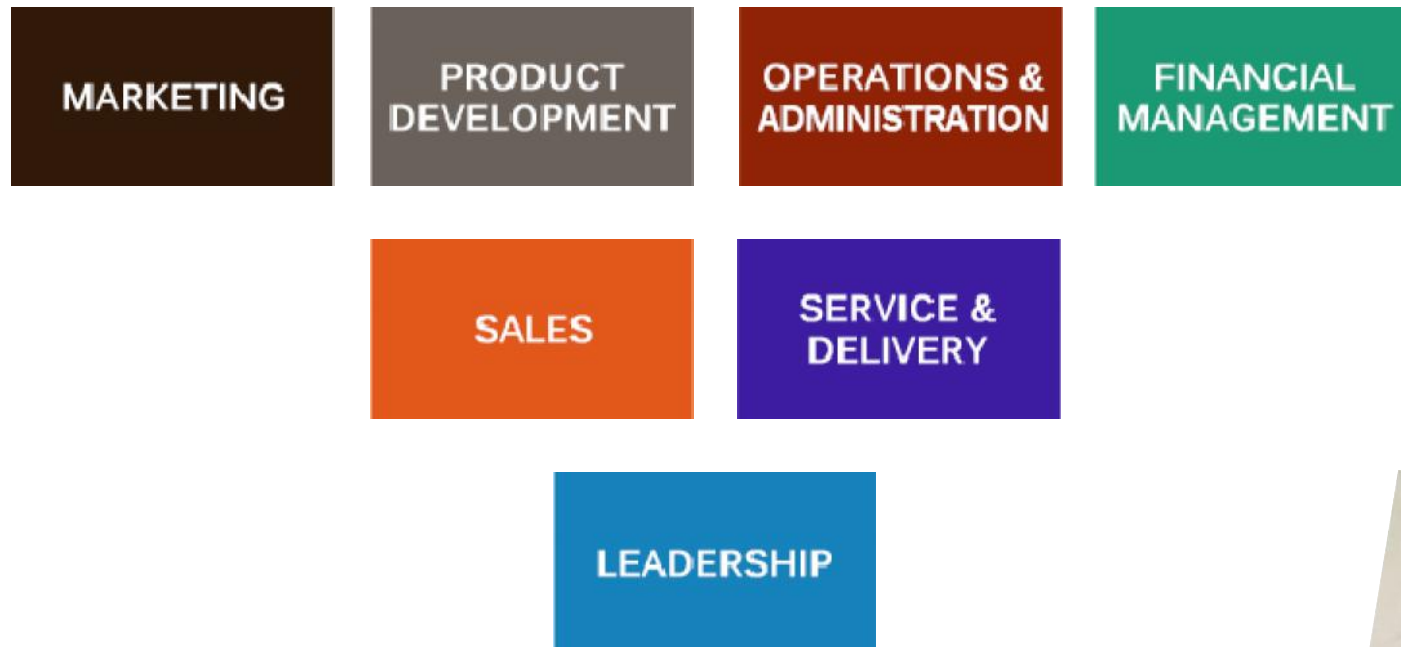 MARKETING
PRODUCT
DEVELOPMENT
OPERATIONS &
ADMINISTRATION
FINANCIAL
MANAGEMENT
SALES
SERVICE &
DELIVERY
LEADERSHIP